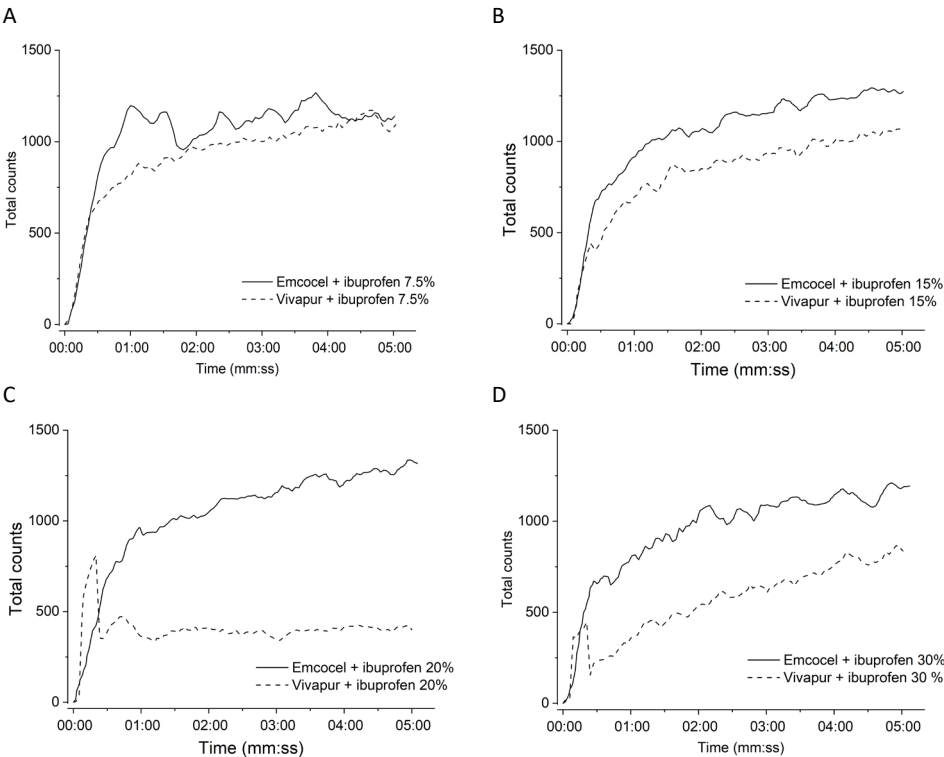 A
1500
1000
500
0
Total counts
00:00 01:00 02:00 03:00 04:00 05:00
Time (mm:ss)
Emcocel + ibuprofen 7.5%
Vivapur + ibuprofen 7.5%
B
1500
1000
500
0
Total counts
00:00 01:00 02:00 03:00 04:00 05:00
Time (mm:ss)
Emcocel + ibuprofen 15%
Vivapur + ibuprofen 15%
C
1500
1000
500
0
Total counts
00:00 01:00 02:00 03:00 04:00 05:00
Time (mm:ss)
Emcocel + ibuprofen 20%
Vivapur + ibuprofen 20%
D
1500
1000
500
0
Total counts
00:00 01:00 02:00 03:00 04:00 05:00
Time (mm:ss)
Emcocel + ibuprofen 30%
Vivapur + ibuprofen 30 %